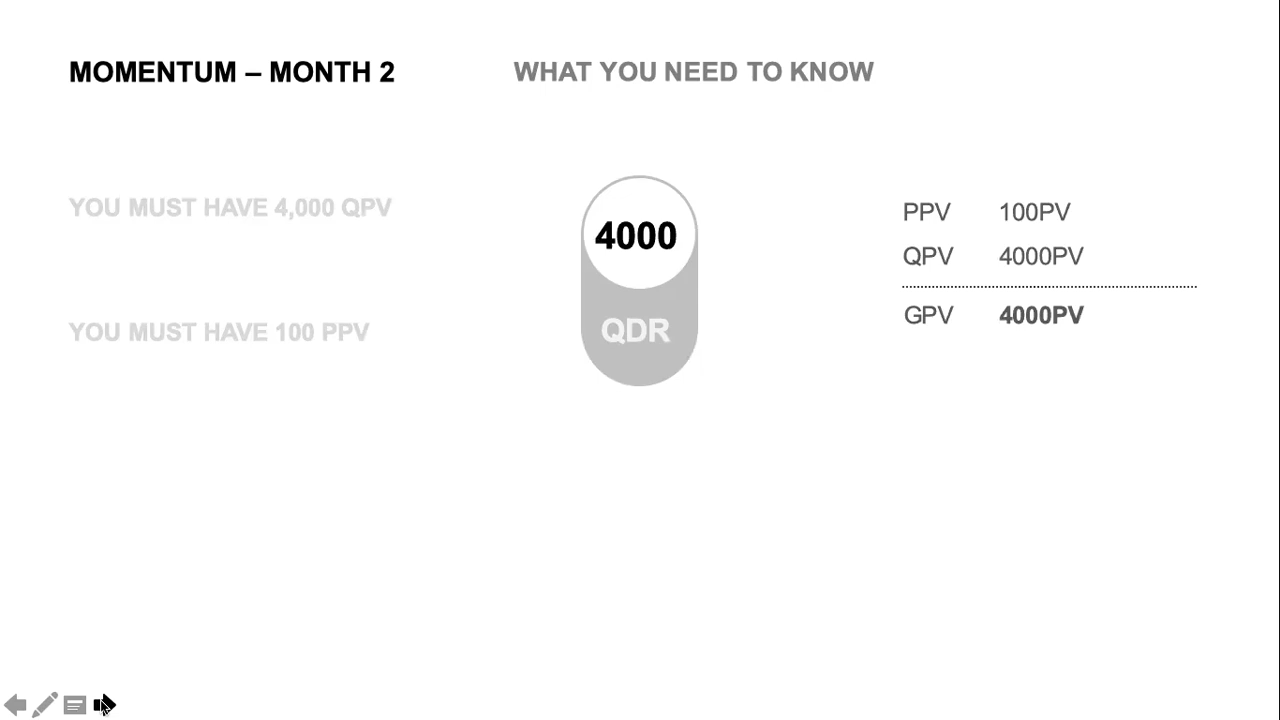 MOMENTUM – MONTH 2
WHAT YOU NEED TO KNOW
YOU MUST HAVE 4,000 QPV
YOU MUST HAVE 100 PPV
4000
QDR
PPV 100PV
QPV 4000PV
GPV 4000PV